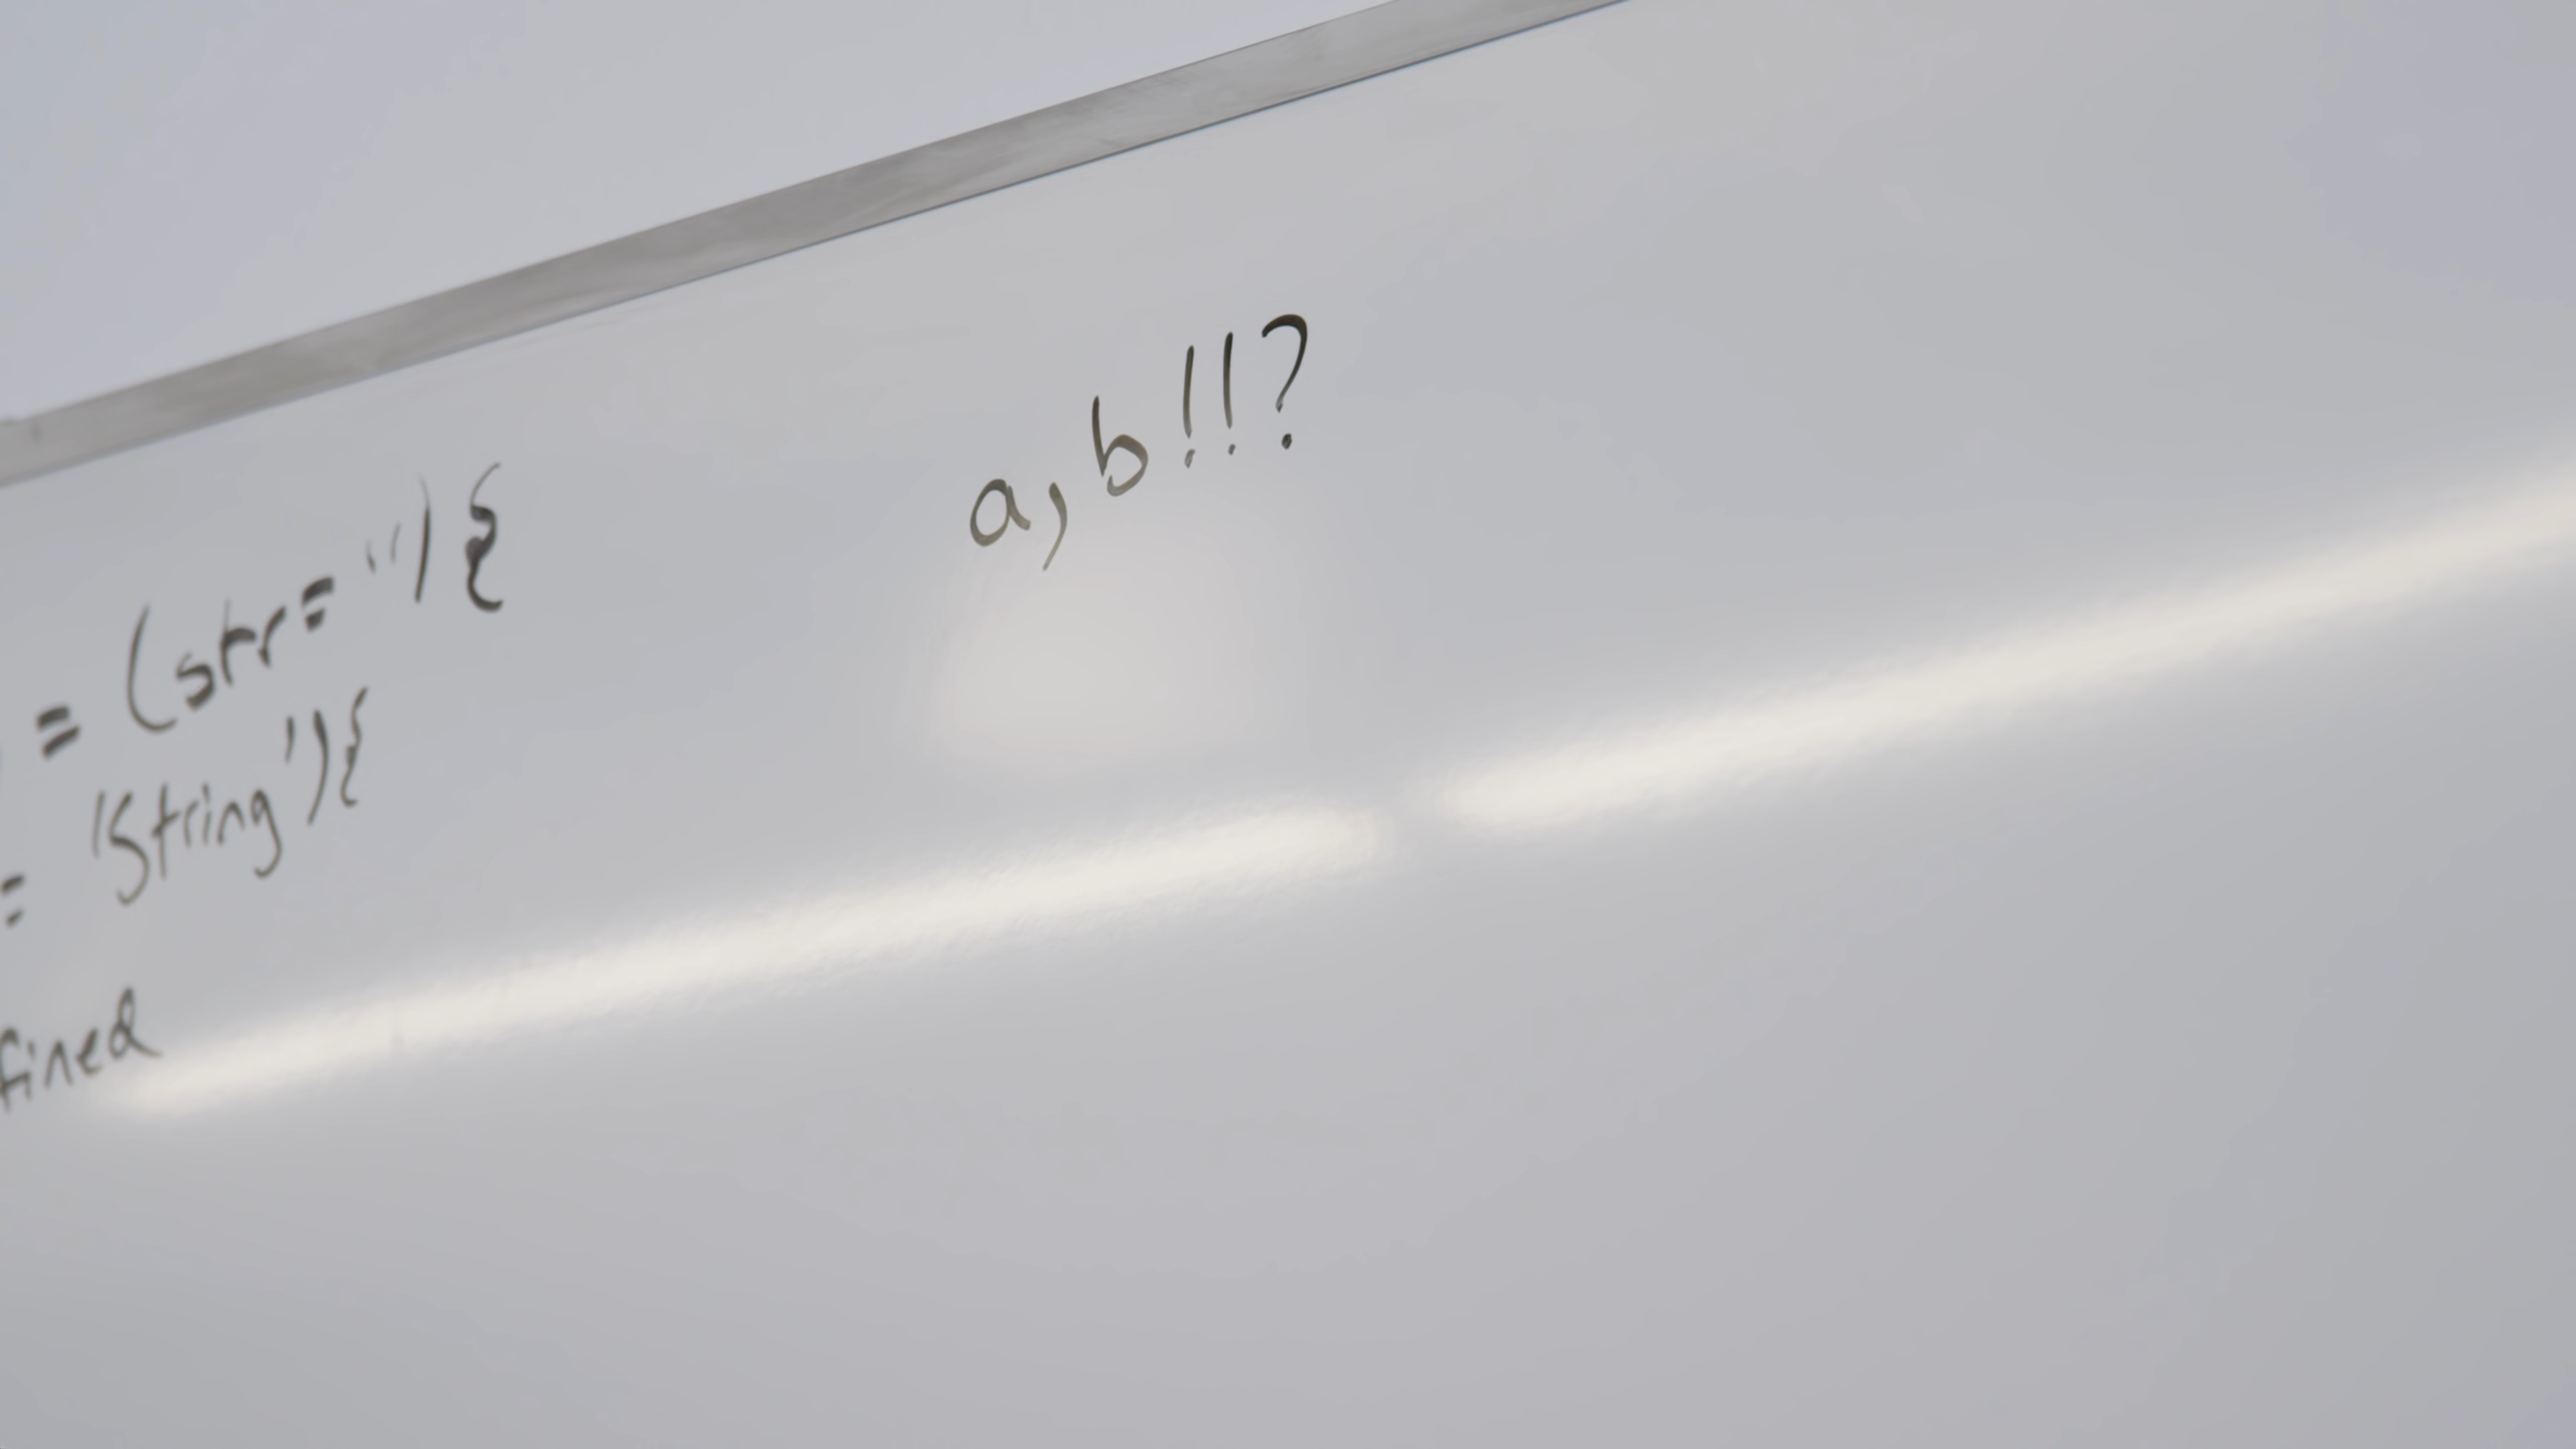 a,b!!?
= (str=''){
= 'String'){
fined